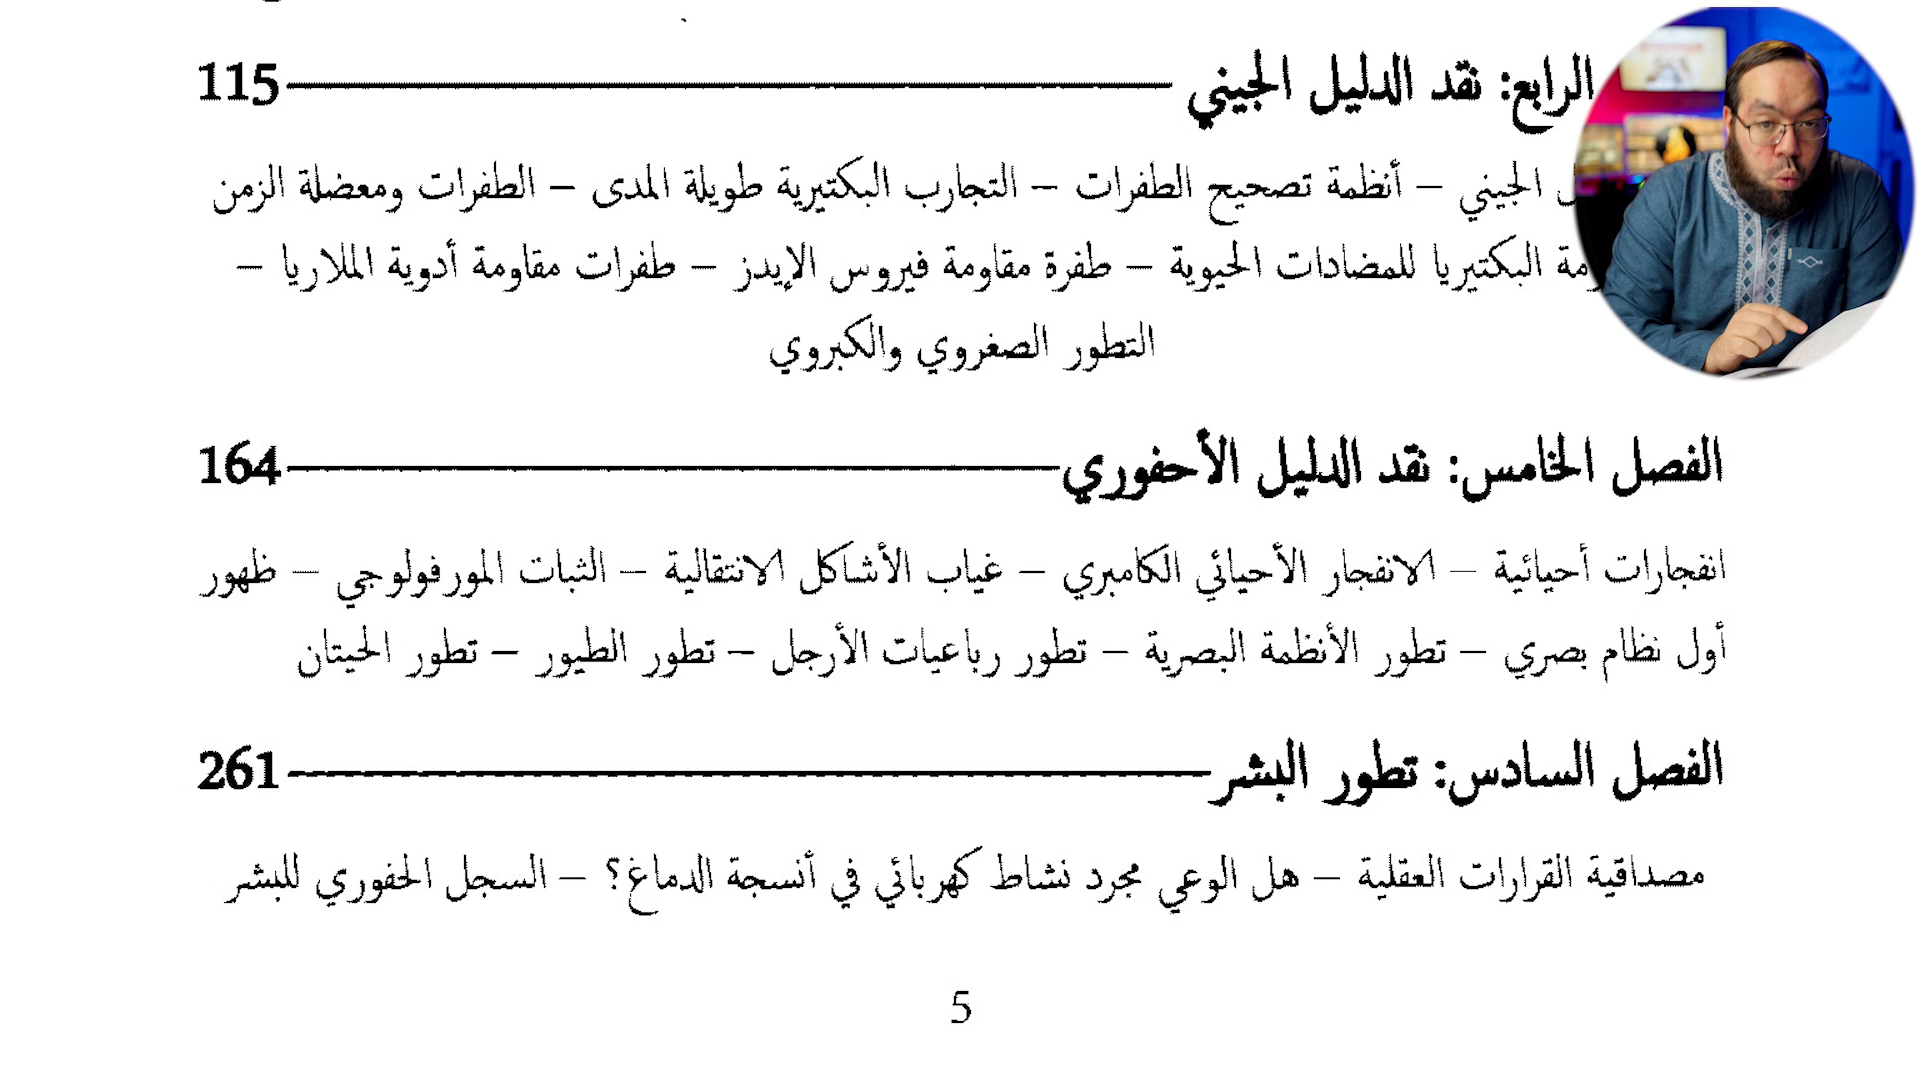 الرابع: نقد الدليل الجيني 115
الجيني – أنظمة تصحيح الطفرات – التجارب البكتيرية طويلة المدى – الطفرات ومعضلة الزمن
البكتيريا للمضادات الحيوية – طفرة مقاومة فيروس الإيدز – طفرات مقاومة أدوية الملاريا –
التطور الصغروي والكبروي
الفصل الخامس: نقد الدليل الأحفوري 164
انفجارات أحيائية – الانفجار الأحيائي الكامبري – غياب الأشاكل الانتقالية – الثبات المورفولوجي – ظهور
أول نظام بصري – تطور الأنظمة البصرية – تطور رباعيات الأرجل – تطور الطيور – تطور الحيتان
الفصل السادس: تطور البشر 261
مصداقية القرارات العقلية – هل الوعي مجرد نشاط كهربائي في أنسجة الدماغ؟ – السجل الحفوري للبشر
5